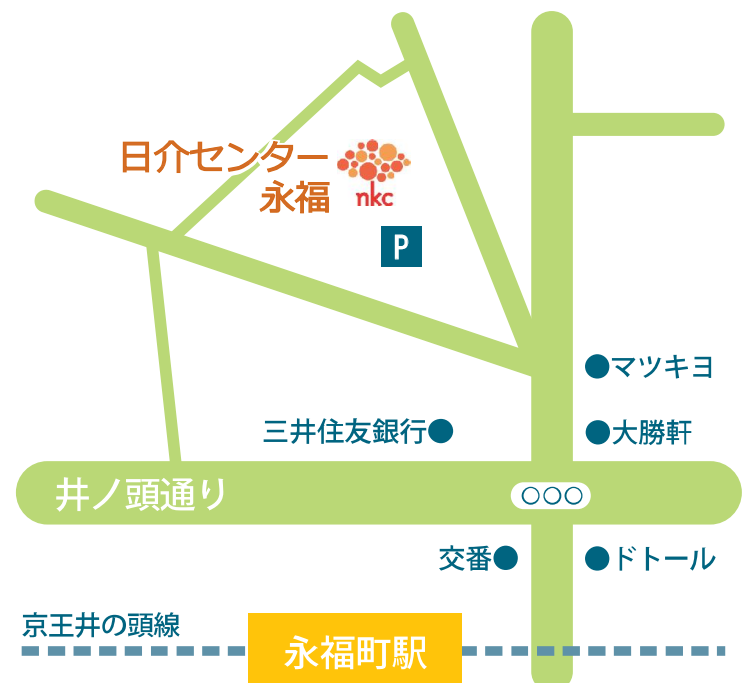 日介センター
永福
nkc
P
●マツキヨ
三井住友銀行●
●大勝軒
井ノ頭通り
交番●
●ドトール
京王井の頭線
永福町駅